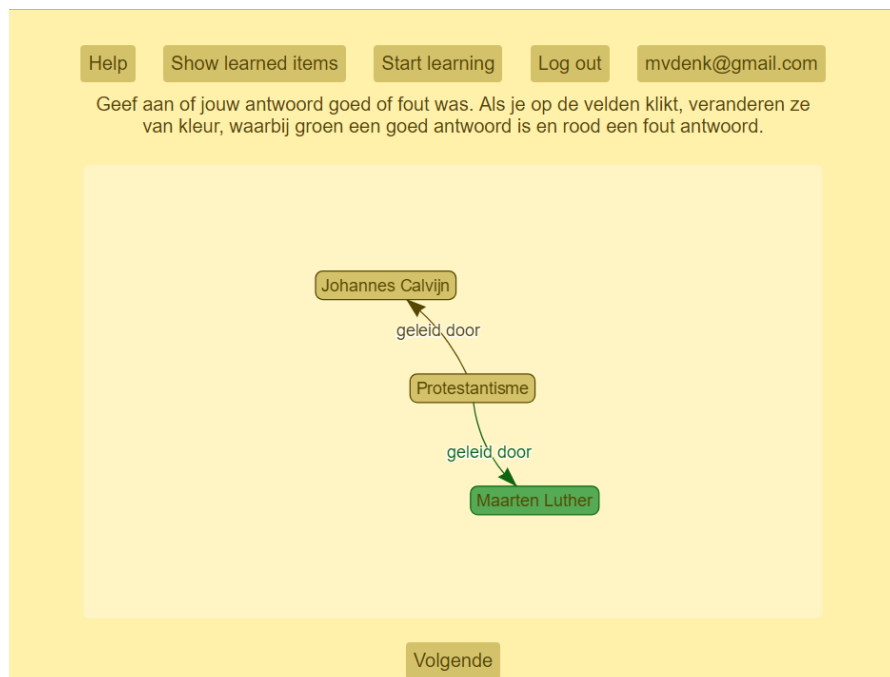 Help
Show learned items
Start learning
Log out
mvdenk@gmail.com
Geef aan of jouw antwoord goed of fout was. Als je op de velden klikt, veranderen ze
van kleur, waarbij groen een goed antwoord is en rood een fout antwoord.
Johannes Calvijn
geleid door
Protestantisme
geleid door
Maarten Luther
Volgende